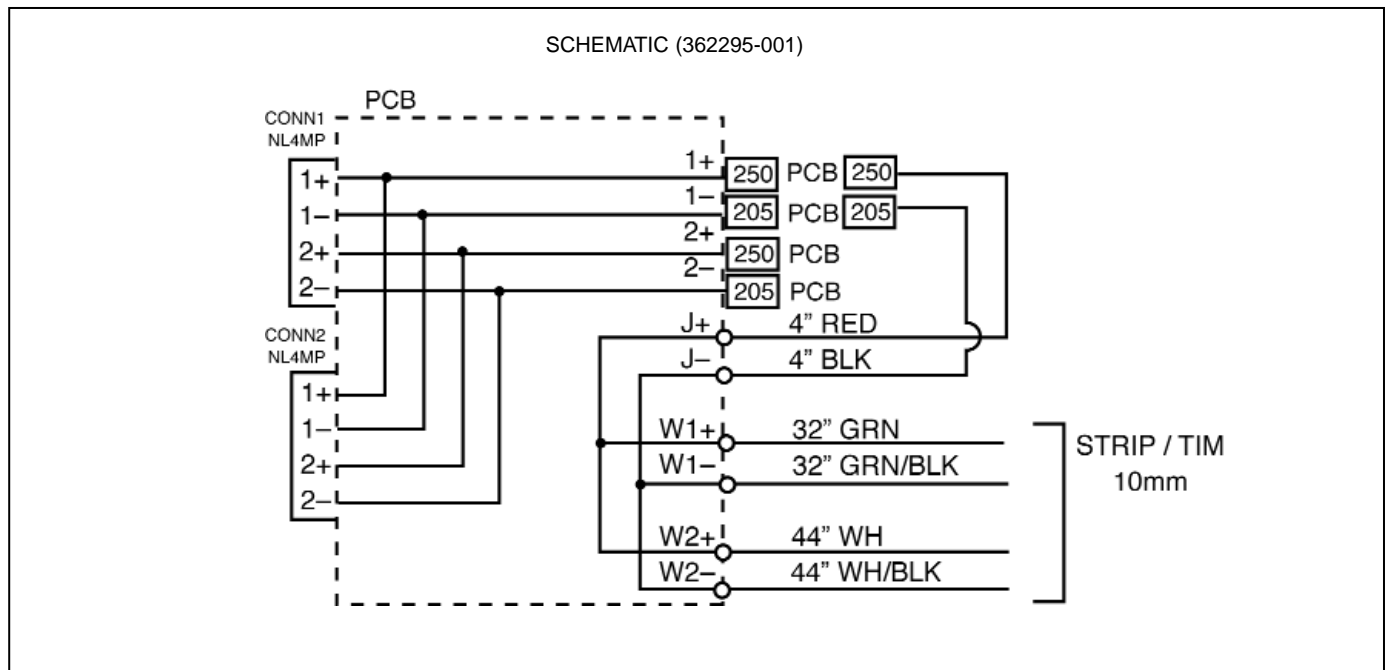 SCHEMATIC (362295-001)
PCB
CONN1
NL4MP
1+
1–
2+
2–
CONN2
NL4MP
1+
1–
2+
2–
1+ 250 PCB 250
1– 205 PCB 205
2+ 250 PCB
2– 205 PCB
J+ 4” RED
J– 4” BLK
W1+ 32” GRN
W1– 32” GRN/BLK
W2+ 44” WH
W2– 44” WH/BLK
STRIP / TIM
10mm